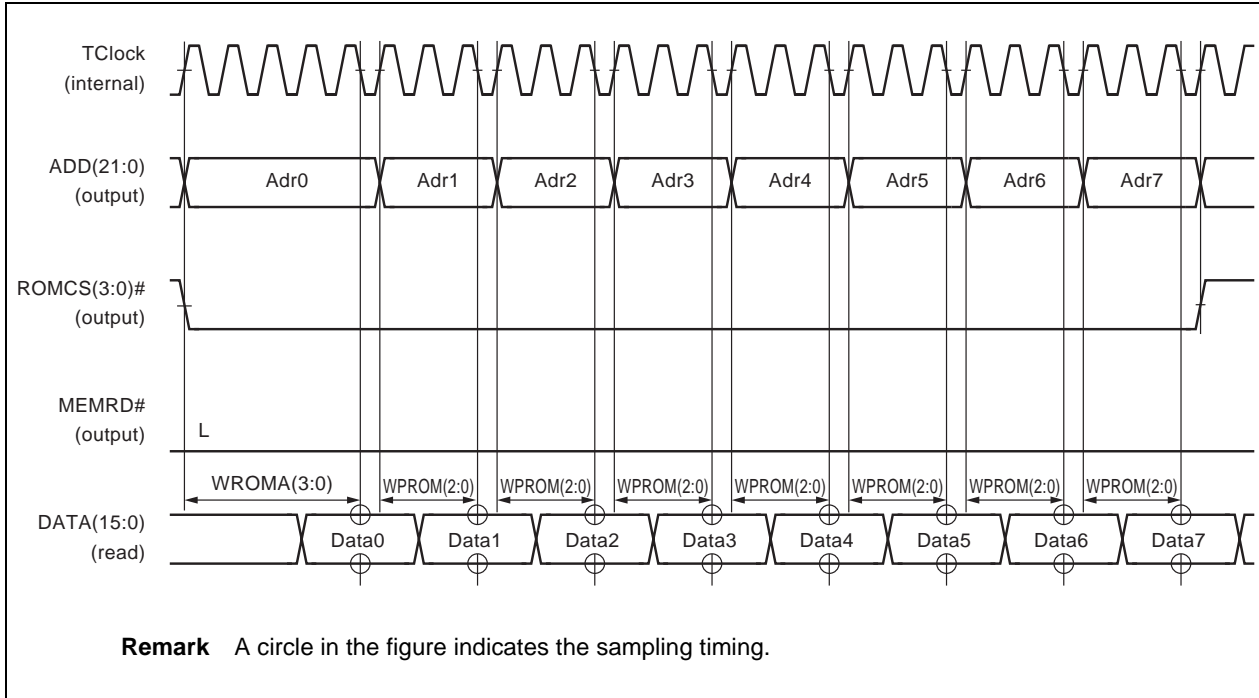 TClock
(internal)
ADD(21:0)
(output)
Adr0 Adr1 Adr2 Adr3 Adr4 Adr5 Adr6 Adr7
ROMCS(3:0)#
(output)
MEMRD#
(output)
L
WROMA(3:0) WPROM(2:0) WPROM(2:0) WPROM(2:0) WPROM(2:0) WPROM(2:0) WPROM(2:0) WPROM(2:0)
DATA(15:0)
(read)
Data0 Data1 Data2 Data3 Data4 Data5 Data6 Data7
Remark A circle in the figure indicates the sampling timing.